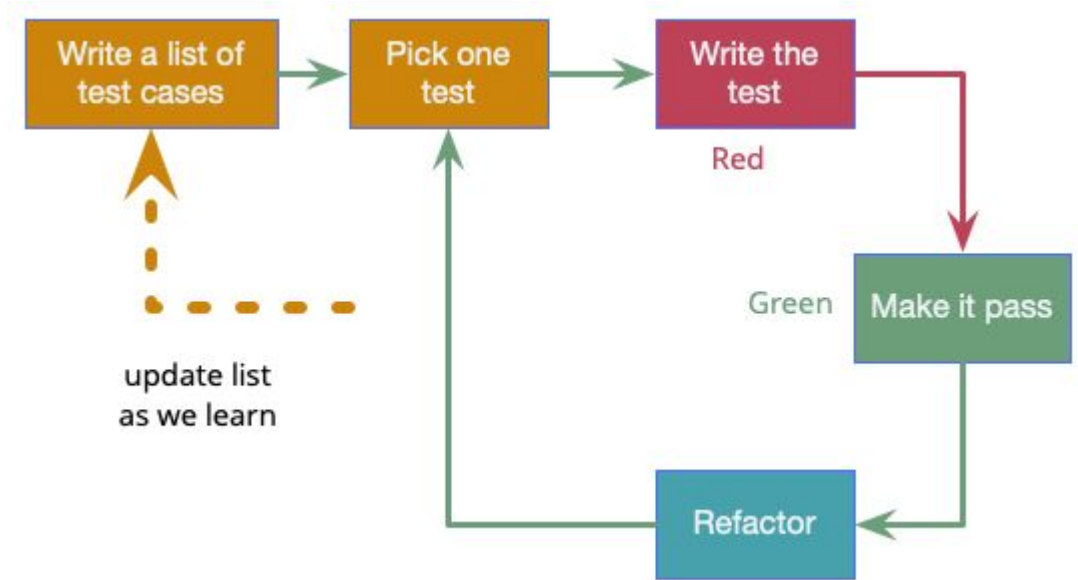 Write a list of
test cases
Pick one
test
Write the
test
Red
Green
Make it pass
update list
as we learn
Refactor